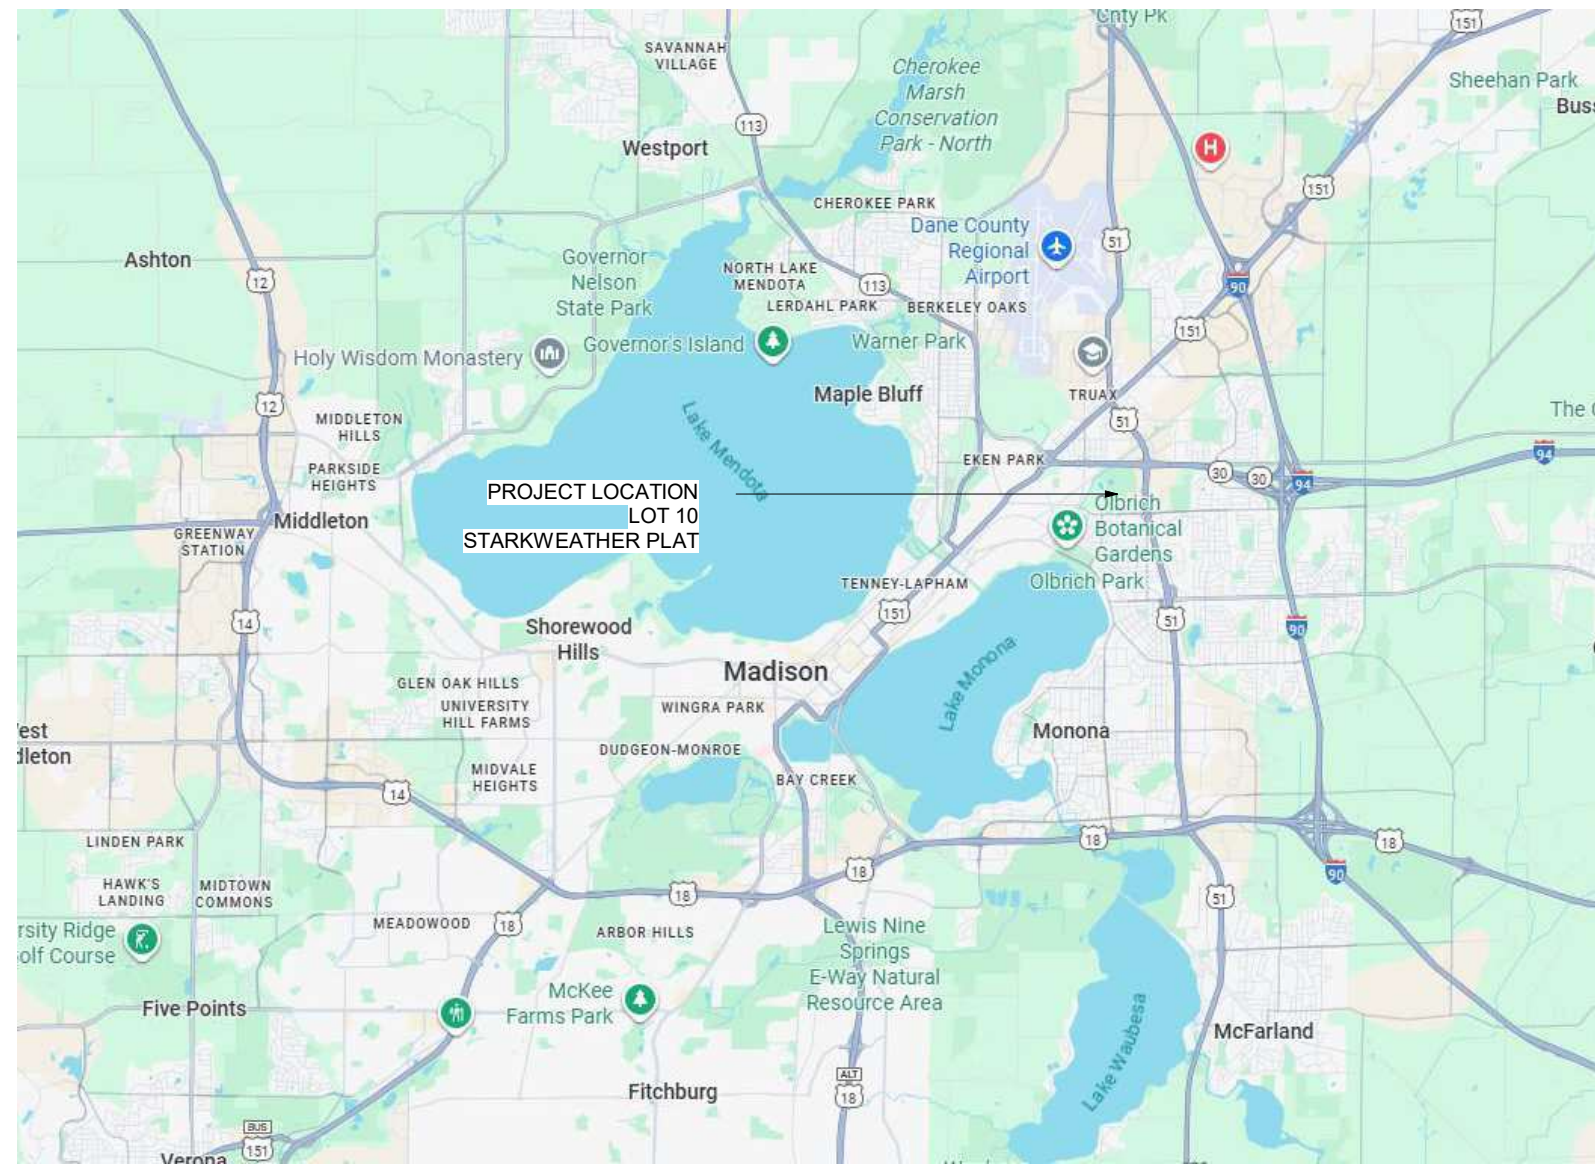 Cnty Pk
151
SAVANNAH
VILLAGE
Cherokee
Marsh
Conservation
Park - North
Sheehan Park
113
Westport
H
151
CHEROKEE PARK
Dane County
Regional
Airport
51
Ashton
12
Governor
Nelson
State Park
NORTH LAKE
MENDOTA
113
90
LERDAHL PARK
BERKELEY OAKS
151
Holy Wisdom Monastery
Governor's Island
Warner Park
Maple Bluff
TRUAX
12
MIDDLETON
HILLS
Lake Mendota
51
The
PARKSIDE
HEIGHTS
EKEN PARK
30
30
94
94
PROJECT LOCATION
LOT 10
STARKWEATHER PLAT
Middleton
GREENWAY
STATION
Olbrich
Botanical
Gardens
Olbrich Park
TENNEY-LAPHAM
151
14
51
90
Shorewood
Hills
Madison
Lake Monona
GLEN OAK HILLS
UNIVERSITY
HILL FARMS
WINGRA PARK
Monona
est
dleton
DUDGEON-MONROE
MIDVALE
HEIGHTS
BAY CREEK
14
LINDEN PARK
18
18
18
90
HAWK'S
LANDING
MIDTOWN
COMMONS
18
51
MEADOWOOD
18
ARBOR HILLS
Lewis Nine
Springs
E-Way Natural
Resource Area
rsity Ridge
olf Course
McKee
Farms Park
Five Points
Lake Waubesa
McFarland
Fitchburg
ALT
18
BUS
151
Verona